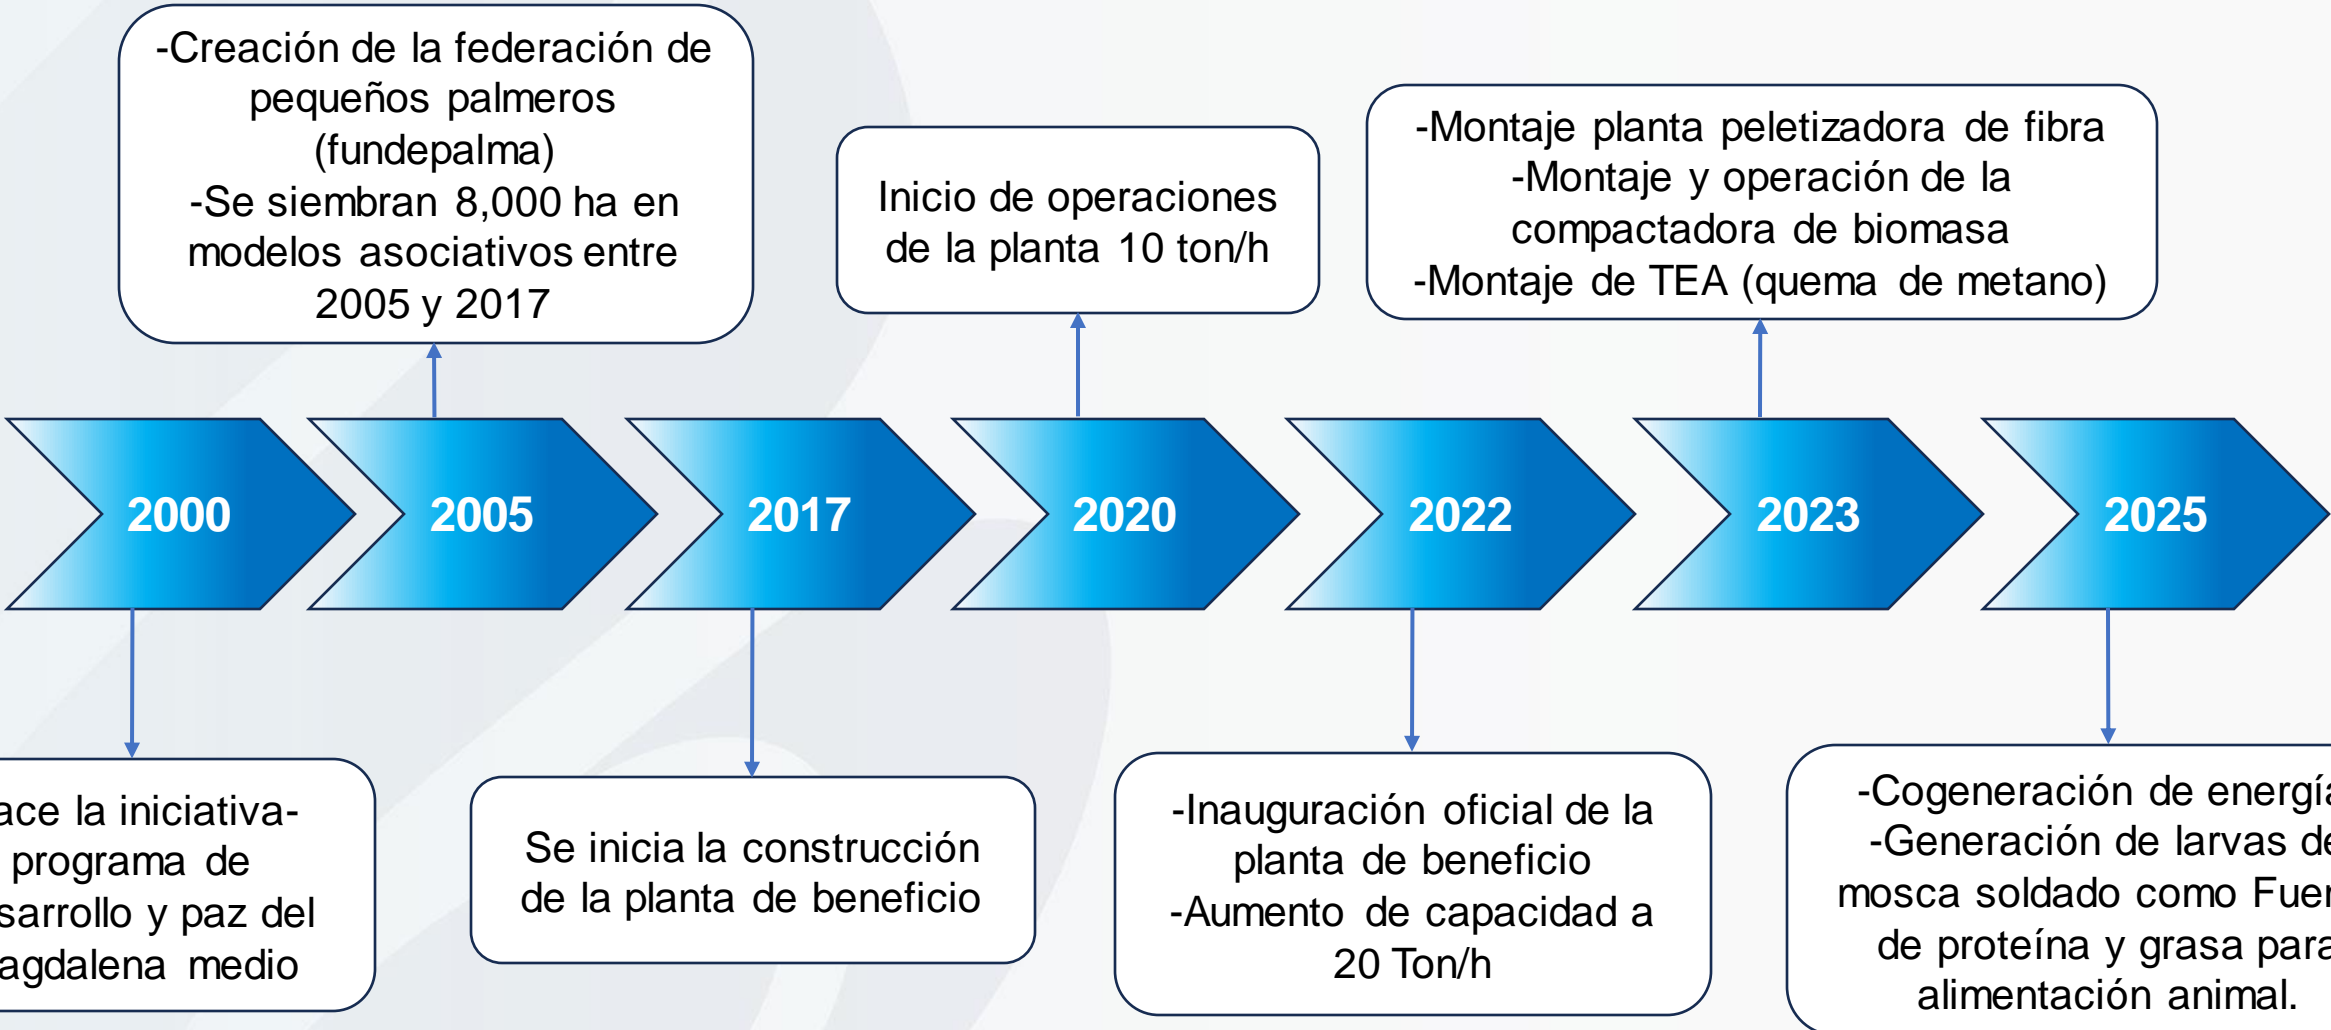 -Creación de la federación de
pequeños palmeros
(fundepalma)
-Se siembran 8,000 ha en
modelos asociativos entre
2005 y 2017
Inicio de operaciones
de la planta 10 ton/h
-Montaje planta peletizadora de fibra
-Montaje y operación de la
compactadora de biomasa
-Montaje de TEA (quema de metano)
2000
2005
2017
2020
2022
2023
2025
la iniciativa-
programa de
y paz del
medio
Se inicia la construcción
de la planta de beneficio
-Inauguración oficial de la
planta de beneficio
-Aumento de capacidad a
20 Ton/h
-Cogeneración de energía
-Generación de larvas de
mosca soldado como
de proteína y grasa para
alimentación animal.